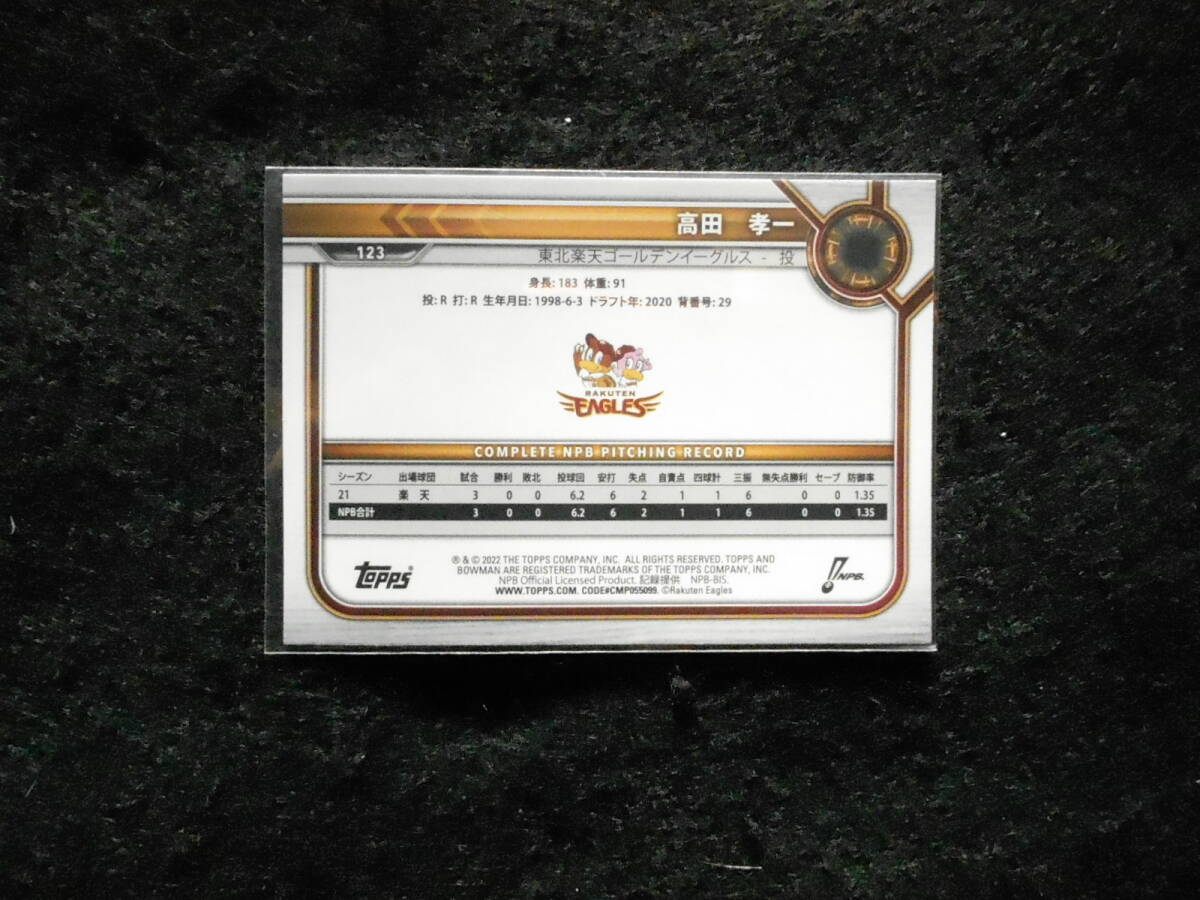 高田 孝一
123
東北楽天ゴールデンイーグルス - 投
身長: 183 体重: 91
投: R 打: R 生年月日: 1998-6-3 ドラフト年: 2020 背番号: 29
RAKUTEN
EAGLES
COMPLETE NPB PITCHING RECORD
シーズン 出場球団 試合 勝利 敗北 投球回 安打 失点 自責点 四球計 三振 無失点勝利 セーブ 防御率
21 楽 天 3 0 0 6.2 6 2 1 1 6 0 0 1.35
NPB合計 3 0 0 6.2 6 2 1 1 6 0 0 1.35
Topps
® & © 2022 THE TOPPS COMPANY, INC. ALL RIGHTS RESERVED. TOPPS AND
BOWMAN ARE REGISTERED TRADEMARKS OF THE TOPPS COMPANY, INC.
NPB Official Licensed Product. 記録提供 NPB-BIS.
WWW.TOPPS.COM. CODE#CMP055099. ©Rakuten Eagles
NPB.